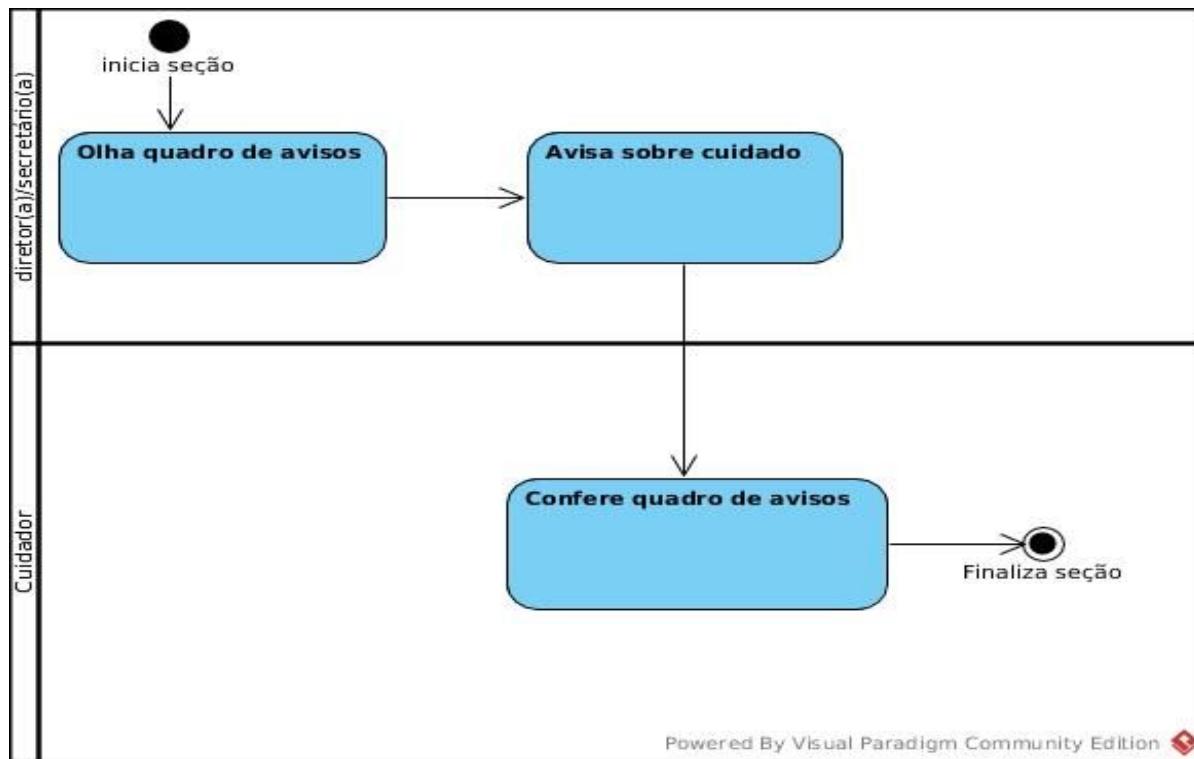 diretor(a)/secretário(a)
inicia seção
Olha quadro de avisos
Avisa sobre cuidado
Cuidador
Confere quadro de avisos
Finaliza seção
Powered By Visual Paradigm Community Edition